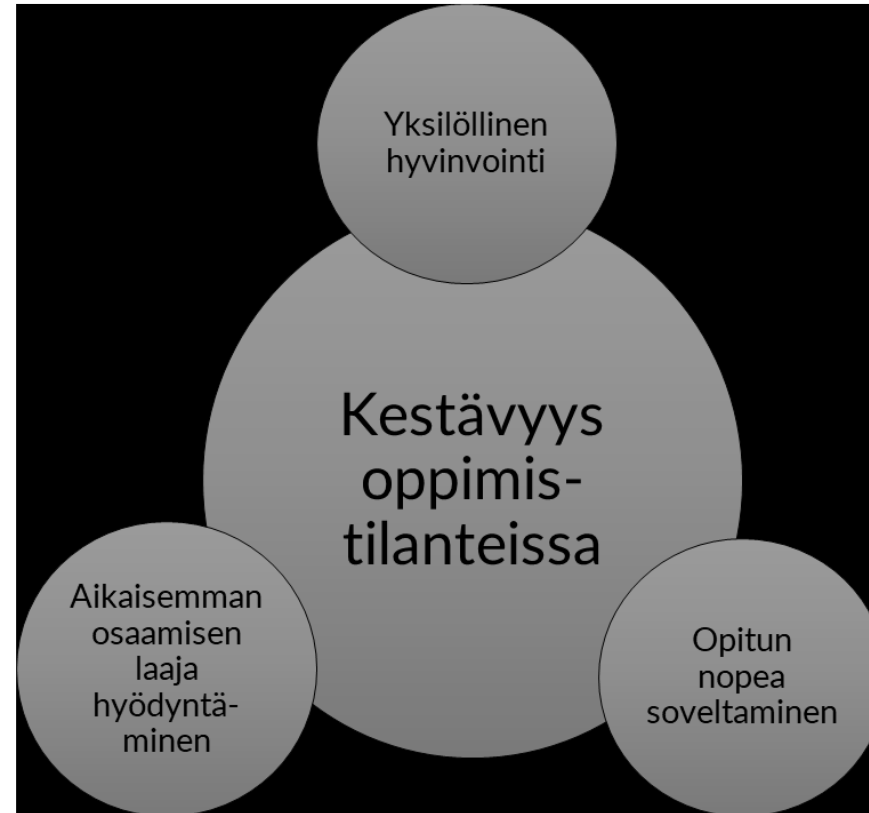 Yksilöllinen
hyvinvointi
Kestävyys
oppimis-
tilanteissa
Aikaisemman
osaamisen
laaja
hyödyntä-
minen
Opitun
nopea
soveltaminen